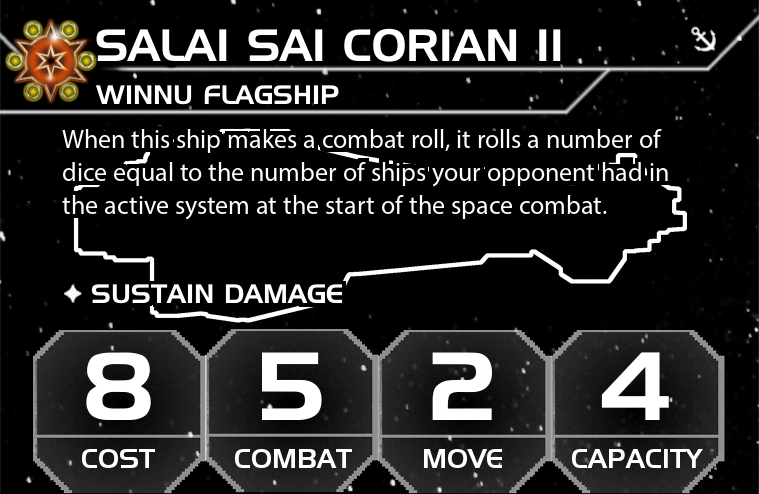 SALAI SAI CORIAN II
WINNU FLAGSHIP
When this ship makes a combat roll, it rolls a number of
dice equal to the number of ships your opponent had in
the active system at the start of the space combat.
SUSTAIN DAMAGE
8 5 2 4
COST COMBAT MOVE CAPACITY